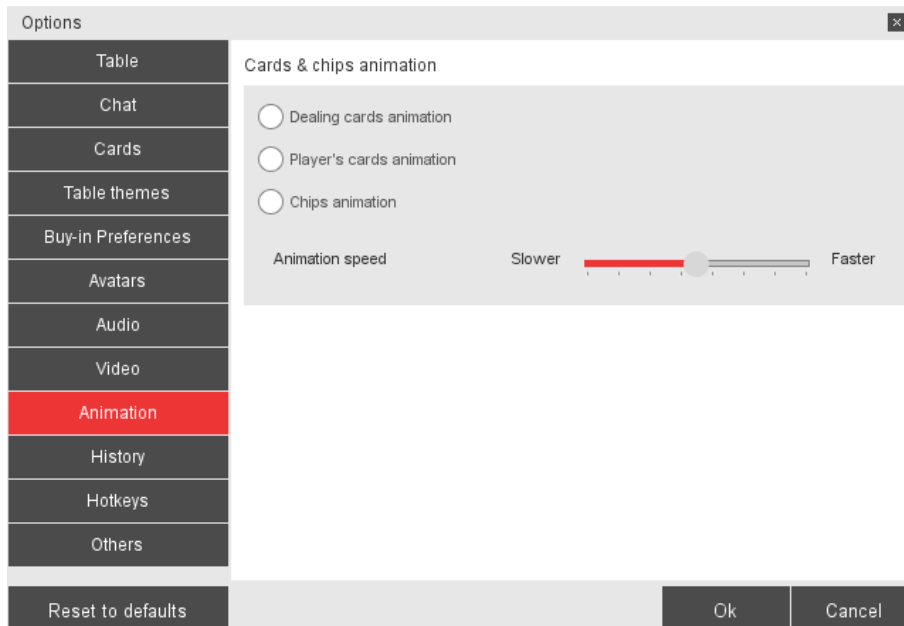 Options
Table
Chat
Cards
Table themes
Buy-in Preferences
Avatars
Audio
Video
Animation
History
Hotkeys
Others
Reset to defaults
Cards & chips animation
Dealing cards animation
Player's cards animation
Chips animation
Animation speed Slower Faster
Ok Cancel